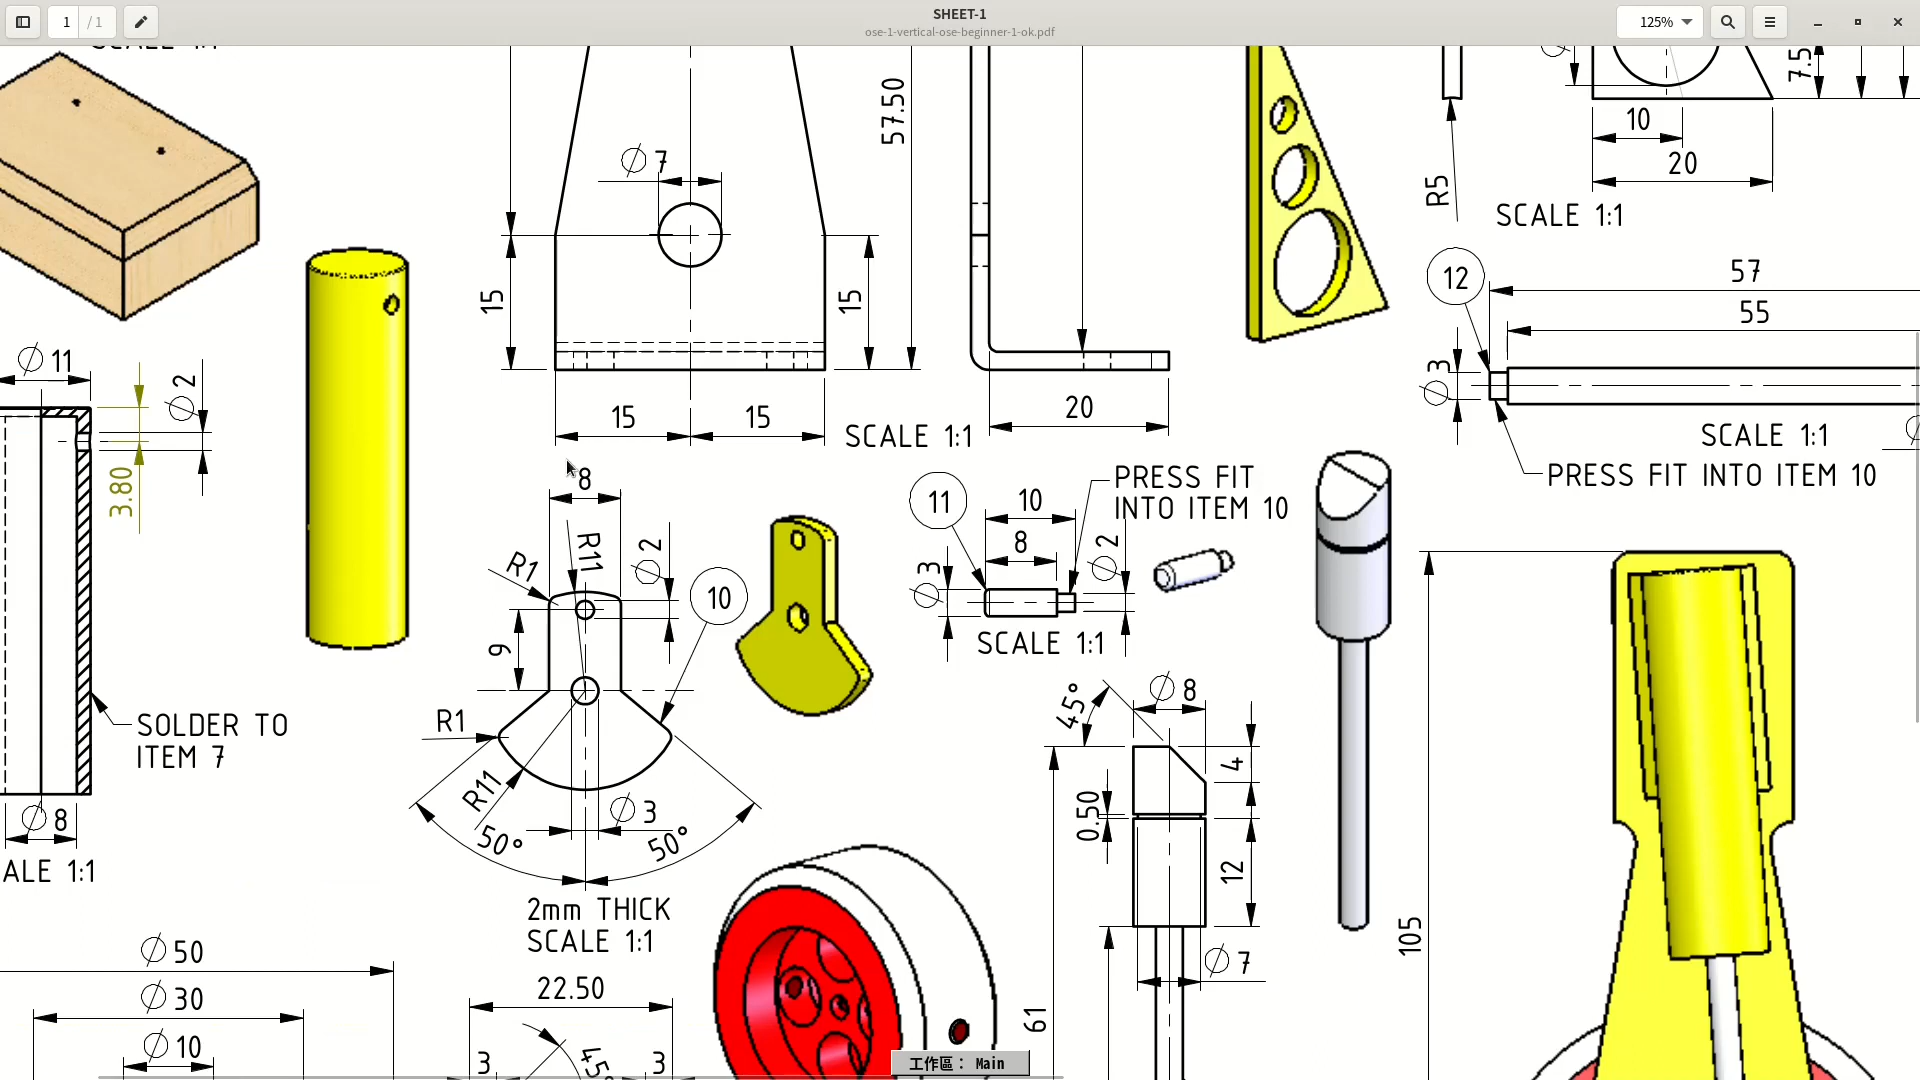 SHEET-1
ose-1-vertical-ose-beginner-1-ok.pdf
1 / 1
125%
57.50
7.5
Ø 7
10
20
R5
SCALE 1:1
12
57
55
15
15
Ø 11
Ø 2
Ø 3
15
15
20
SCALE 1:1
SCALE 1:1
PRESS FIT INTO ITEM 10
3.80
8
11
10
8
PRESS FIT
INTO ITEM 10
R1
R11
Ø 2
10
Ø 3
Ø 2
9
SCALE 1:1
SOLDER TO
ITEM 7
R1
R11
Ø 3
50°
50°
45°
Ø 8
4
0.50
12
Ø 8
ALE 1:1
2mm THICK
SCALE 1:1
105
Ø 50
Ø 30
Ø 10
22.50
Ø 7
61
3
45°
3
工作區： Main